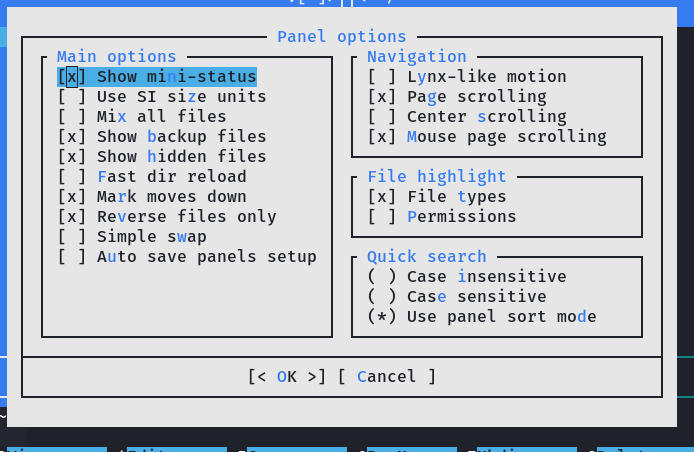 Panel options
Main options
[x] Show mini-status
[ ] Use SI size units
[ ] Mix all files
[x] Show backup files
[x] Show hidden files
[ ] Fast dir reload
[x] Mark moves down
[x] Reverse files only
[ ] Simple swap
[ ] Auto save panels setup
Navigation
[ ] Lynx-like motion
[x] Page scrolling
[ ] Center scrolling
[x] Mouse page scrolling
File highlight
[x] File types
[ ] Permissions
Quick search
( ) Case insensitive
( ) Case sensitive
(*) Use panel sort mode
[< OK >] [ Cancel ]